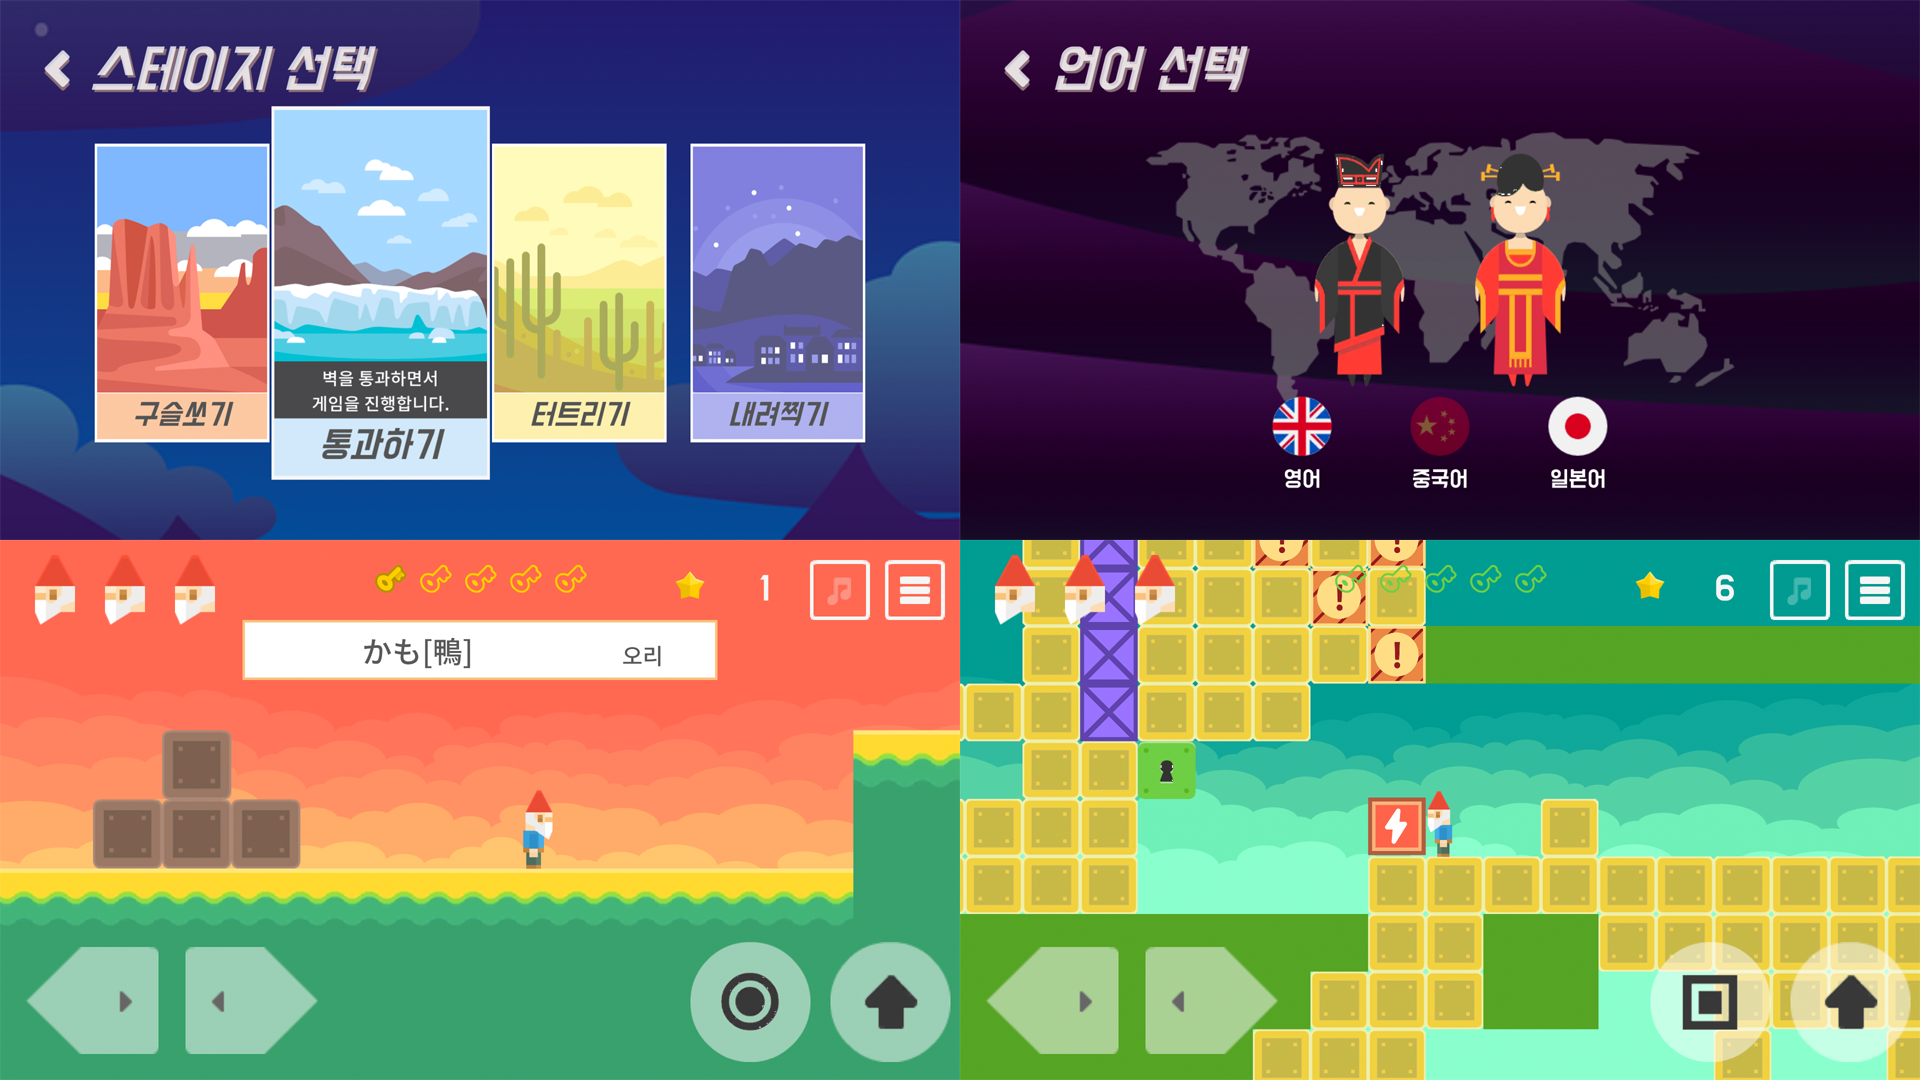 스테이지 선택
벽을 통과하면서
게임을 진행합니다.
구슬쏘기
통과하기
터트리기
내려찍기
언어 선택
영어
중국어
일본어
1
かも[鴨]
오리
6